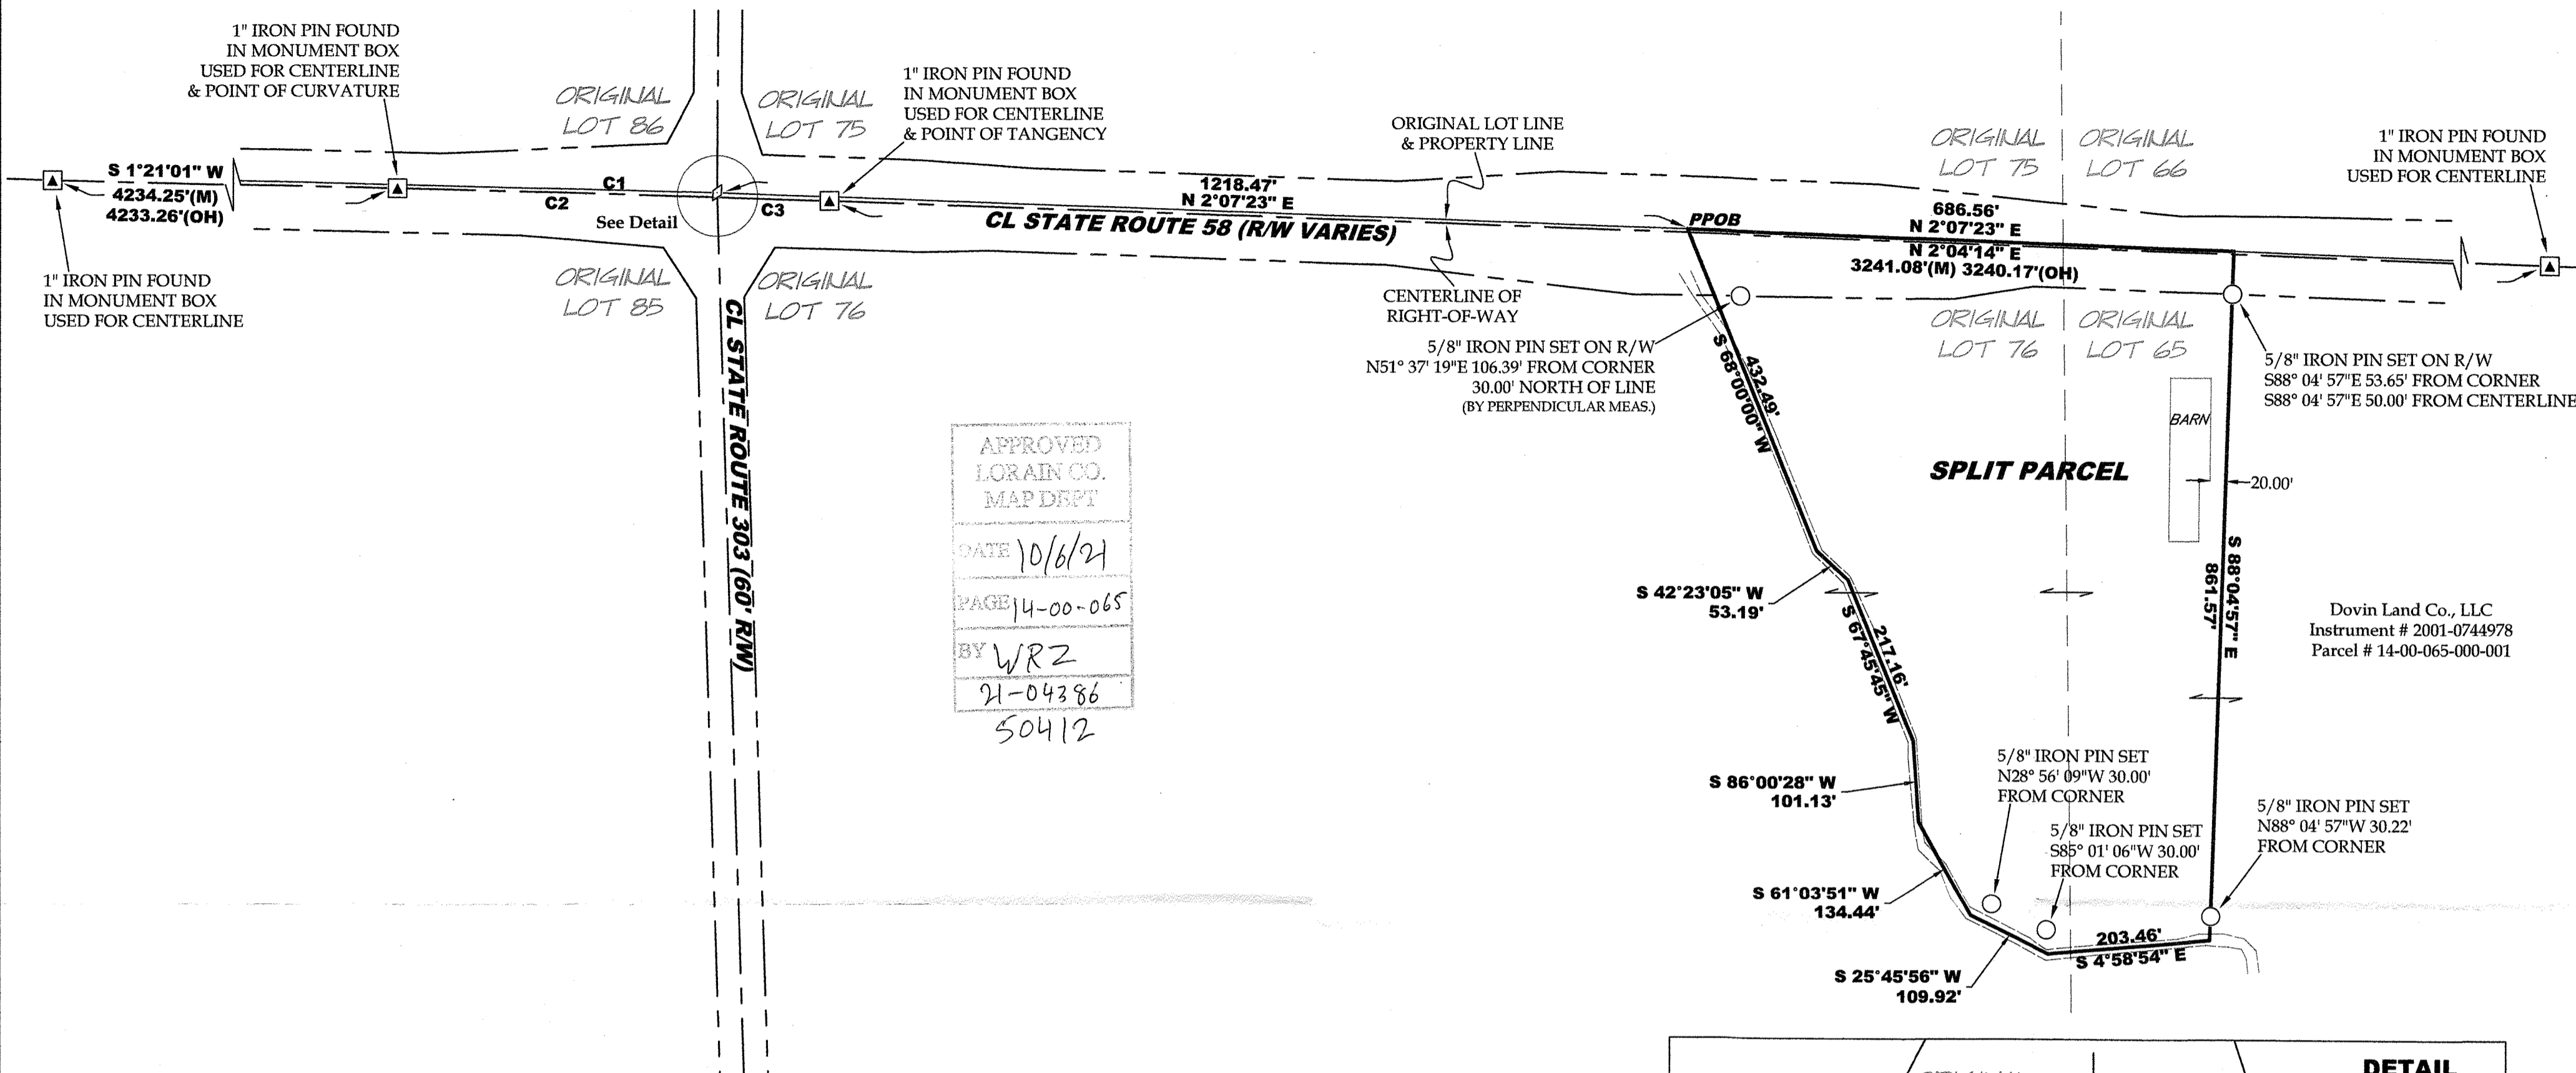 1" IRON PIN FOUND
IN MONUMENT BOX
USED FOR CENTERLINE
& POINT OF CURVATURE
ORIGINAL
LOT 86
ORIGINAL
LOT 75
1" IRON PIN FOUND
IN MONUMENT BOX
USED FOR CENTERLINE
& POINT OF TANGENCY
ORIGINAL LOT LINE
& PROPERTY LINE
ORIGINAL
LOT 75
ORIGINAL
LOT 66
1" IRON PIN FOUND
IN MONUMENT BOX
USED FOR CENTERLINE
S 1°21'01" W
4234.25'(M)
4233.26'(OH)
C1
C2
See Detail
C3
1218.47'
N 2°07'23" E
CL STATE ROUTE 58 (R/W VARIES)
PPOB
686.56'
N 2°07'23" E
N 2°04'14" E
3241.08'(M) 3240.17'(OH)
1" IRON PIN FOUND
IN MONUMENT BOX
USED FOR CENTERLINE
ORIGINAL
LOT 85
ORIGINAL
LOT 76
CENTERLINE OF
RIGHT-OF-WAY
ORIGINAL
LOT 76
ORIGINAL
LOT 65
5/8" IRON PIN SET ON R/W
N51° 37' 19"E 106.39' FROM CORNER
30.00' NORTH OF LINE
(BY PERPENDICULAR MEAS.)
5/8" IRON PIN SET ON R/W
S88° 04' 57"E 53.65' FROM CORNER
S88° 04' 57"E 50.00' FROM CENTERLINE
CL STATE ROUTE 303 (60' R/W)
432.49'
S 68°00'00" W
BARN
SPLIT PARCEL
20.00'
APPROVED
LORAIN CO.
MAP DEPT
DATE 10/6/21
PAGE 14-00-065
BY WRZ
21-04386
50412
S 42°23'05" W
53.19'
217.16'
S 67°45'45" W
S 88°04'57" E
861.57'
Dovin Land Co., LLC
Instrument # 2001-0744978
Parcel # 14-00-065-000-001
S 86°00'28" W
101.13'
5/8" IRON PIN SET
N28° 56' 09"W 30.00'
FROM CORNER
5/8" IRON PIN SET
S85° 01' 06"W 30.00'
FROM CORNER
5/8" IRON PIN SET
N88° 04' 57"W 30.22'
FROM CORNER
S 61°03'51" W
134.44'
203.46'
S 4°58'54" E
S 25°45'56" W
109.92'
DETAIL